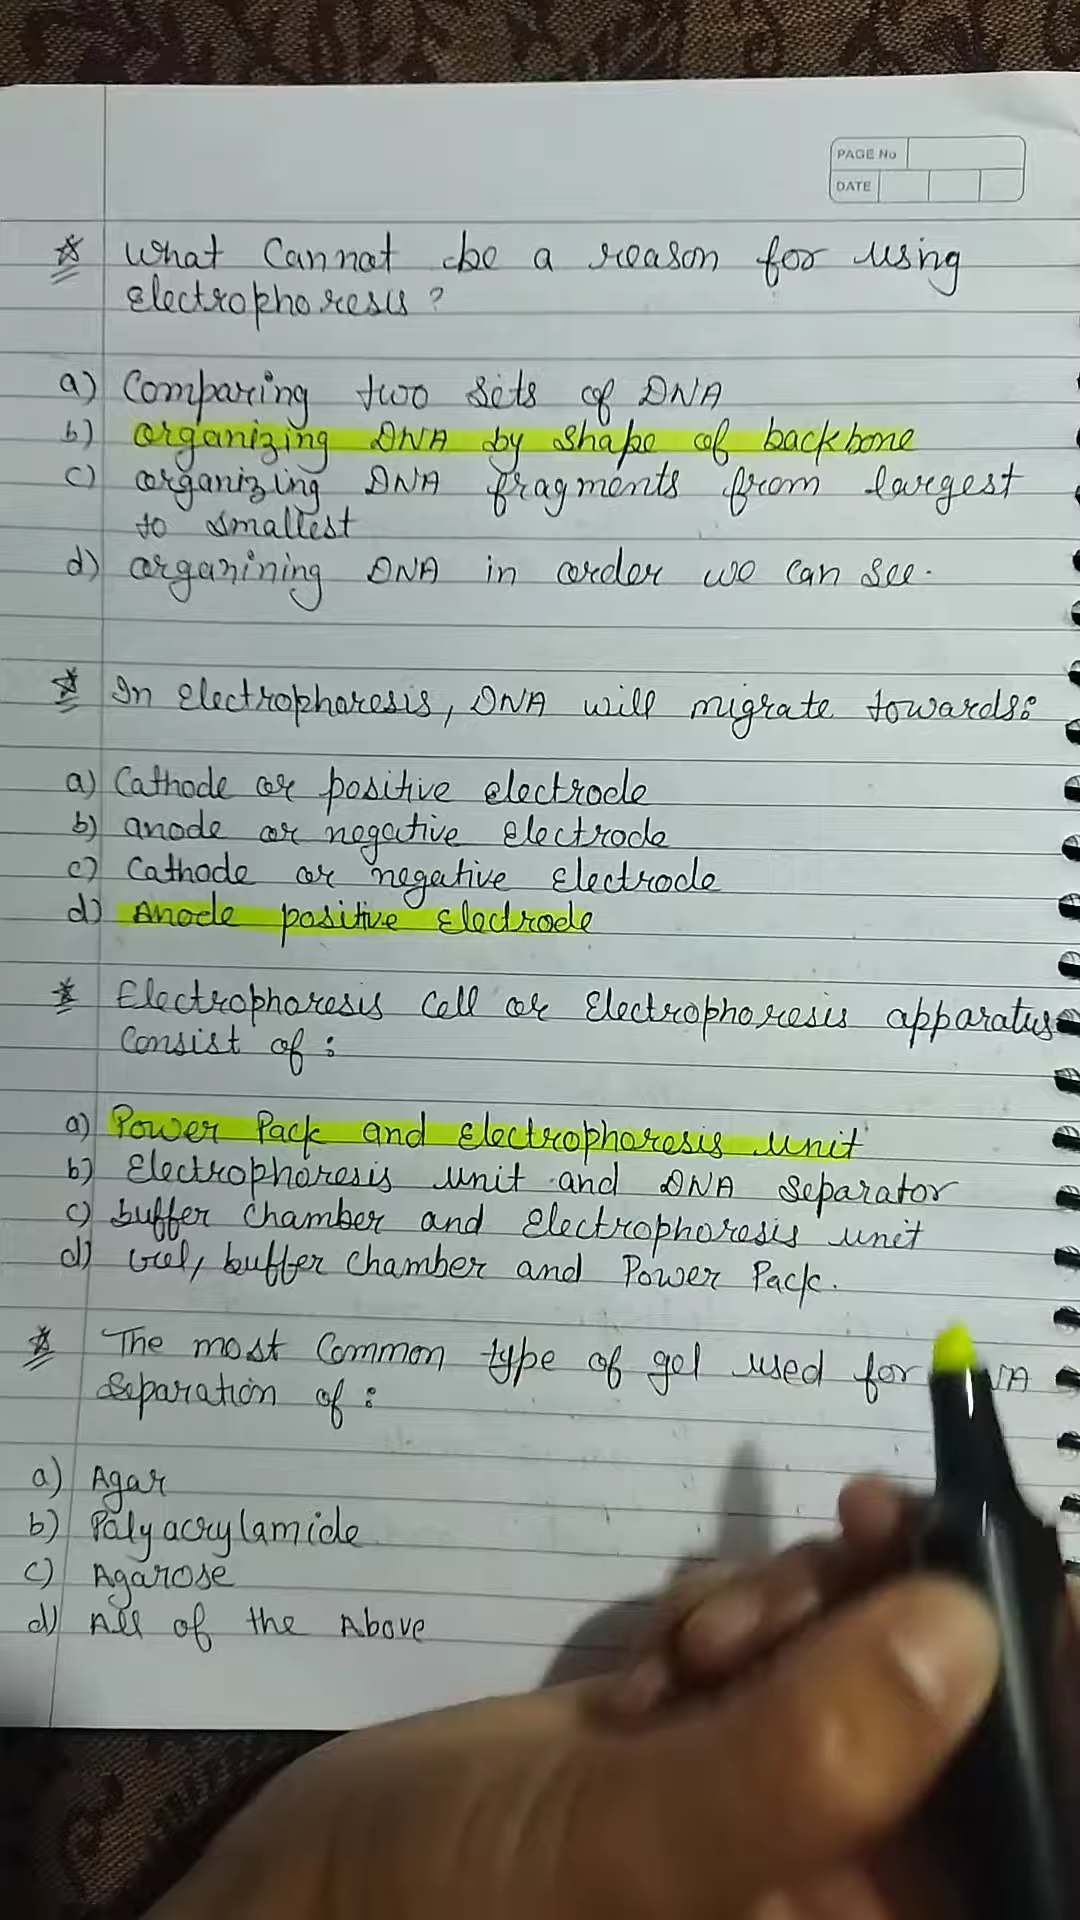 PAGE No
DATE
What Cannot be a reason for using
Electrophoresis?
a) Comparing two sets of DNA
b) organizing DNA by shape of backbone
c) organizing DNA fragments from largest
to smallest
d) organining DNA in order we can see.
In Electrophoresis, DNA will migrate towards:
a) Cathode or positive electrode
b) anode or negative Electrode
c) Cathode or negative Electrode
d) Anode positive Electrode
Electrophoresis Cell or Electrophoresis apparatus
Consist of :
a) Power Pack and Electrophoresis unit
b) Electrophoresis unit and DNA Separator
c) buffer chamber and Electrophoresis unit
d) Gel, buffer chamber and Power Pack.
The most Common type of gel used for NA
Separation of :
a) Agar
b) Polyacrylamide
c) Agarose
d) All of the Above